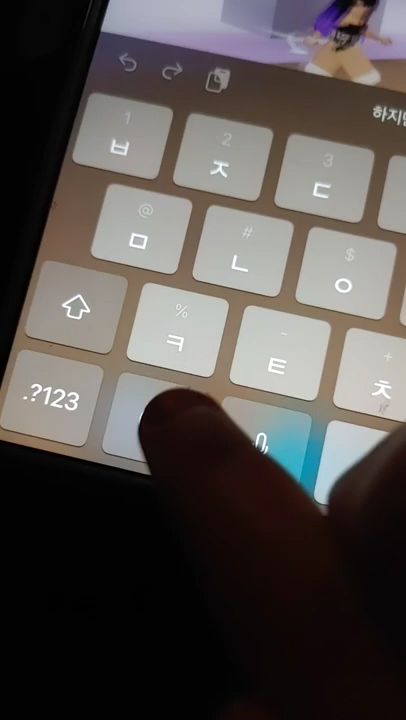 하지
1 2 3
ㅂ ㅈ ㄷ
@ # $
ㅁ ㄴ ㅇ
% - +
ㅋ ㅌ ㅊ
.?123